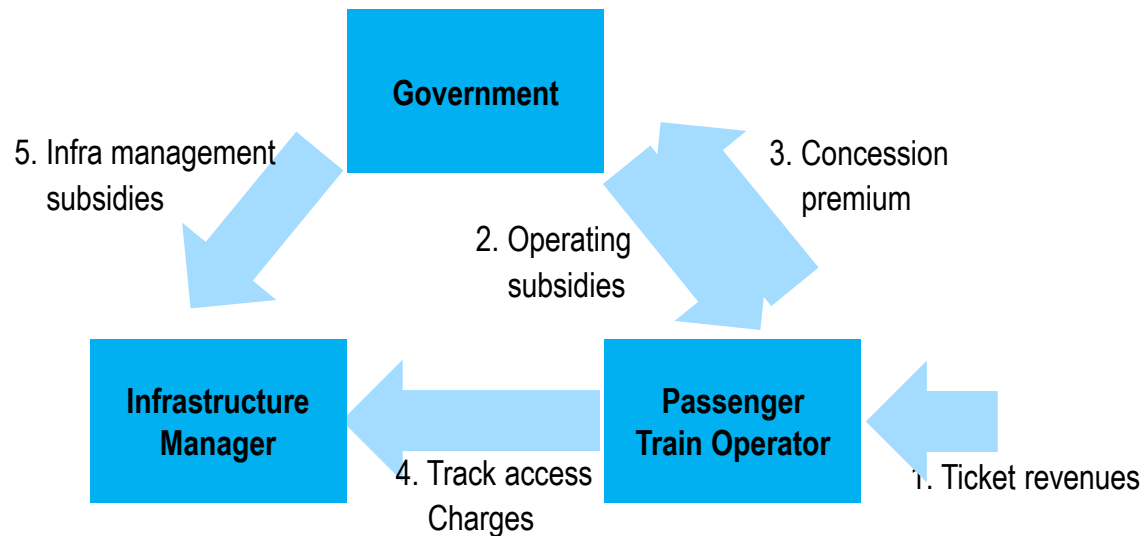 Government
5. Infra management
subsidies
3. Concession
premium
2. Operating
subsidies
Infrastructure
Manager
Passenger
Train Operator
4. Track access
Charges
1. Ticket revenues